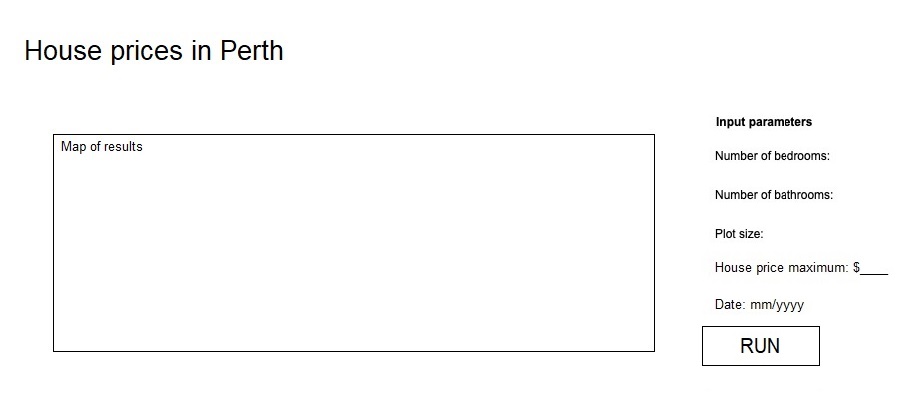 House prices in Perth
Map of results
Input parameters
Number of bedrooms:
Number of bathrooms:
Plot size:
House price maximum: $____
Date: mm/yyyy
RUN